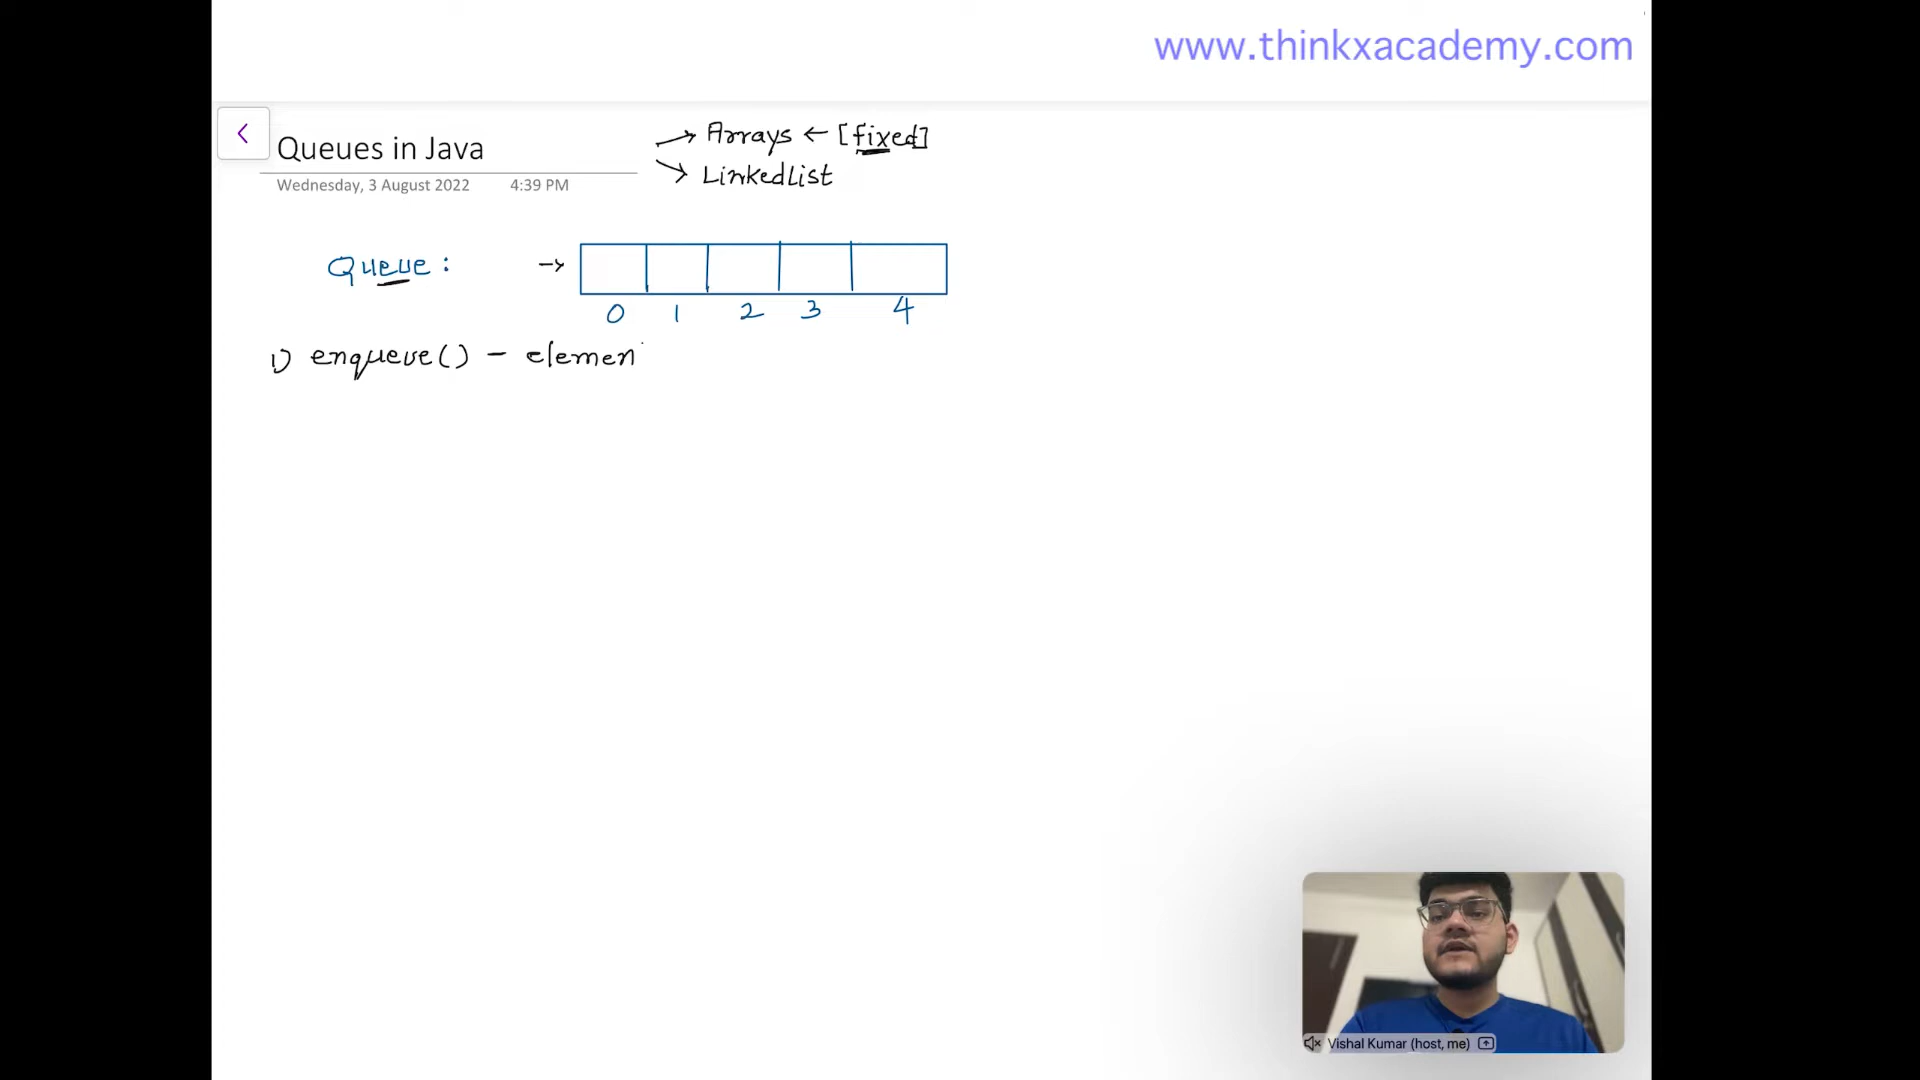 www.thinkxacademy.com
Queues in Java
→ Arrays ← [fixed]
→ LinkedList
Wednesday, 3 August 2022 4:39 PM
Queue : →
0 1 2 3 4
1) enqueue() - elemen
Vishal Kumar (host, me)